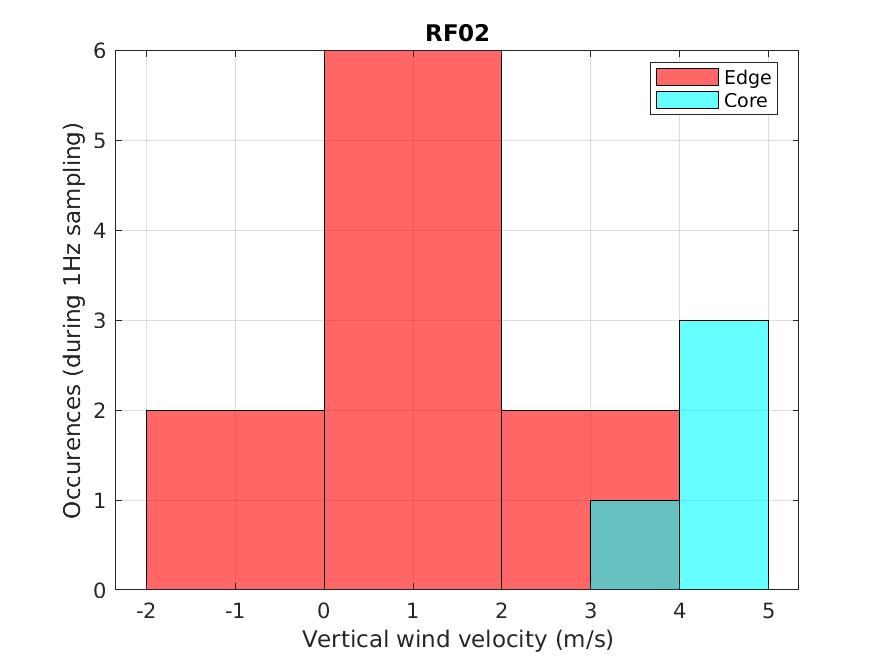 RF02
Edge
Core
Occurences (during 1Hz sampling)
6
5
4
3
2
1
0
-2 -1 0 1 2 3 4 5
Vertical wind velocity (m/s)